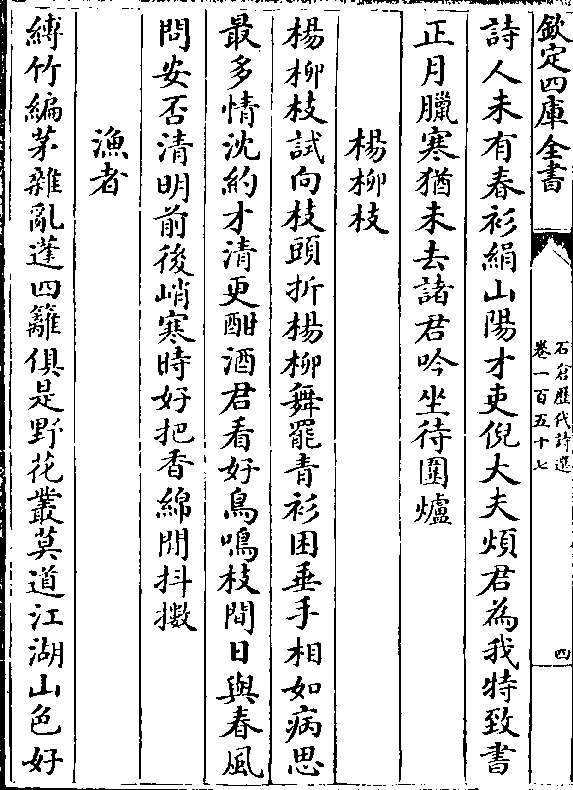 欽定四庫全書
石倉歷代詩選
卷一百五十七
四
詩人未有春衫絹山陽才吏倪大夫煩君為我特致書
正月臘寒猶未去諸君吟坐待圍爐
楊柳枝
楊柳枝試向枝頭折楊柳舞罷青衫困垂手相如病思
最多情沈約才清更酣酒君看好鳥鳴枝間日與春風
問安否清明前後峭寒時好把香綿閒抖擻
漁者
縛竹編茅雜亂蓬四籬俱是野花叢莫道江湖山色好